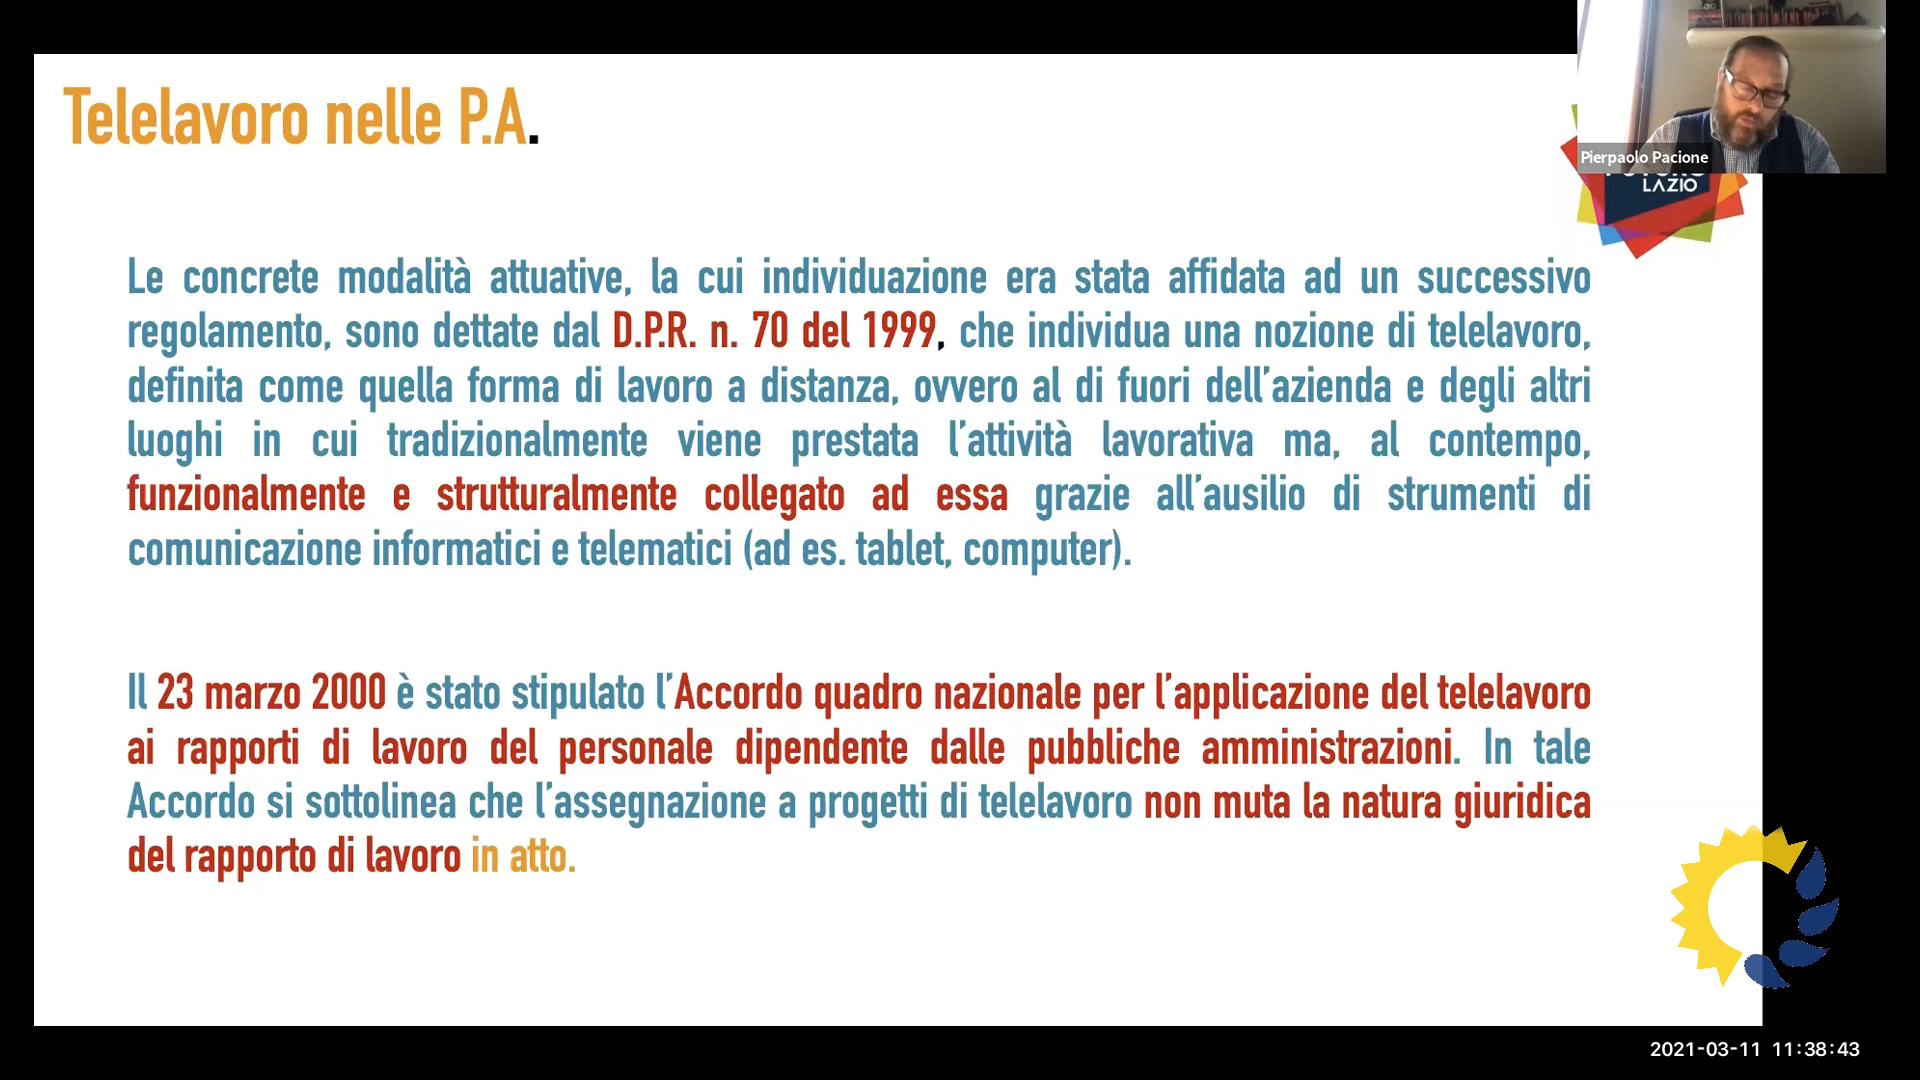 Telelavoro nelle P.A.
Pierpaolo Pacione
LAZIO
Le concrete modalità attuative, la cui individuazione era stata affidata ad un successivo
regolamento, sono dettate dal D.P.R. n. 70 del 1999, che individua una nozione di telelavoro,
definita come quella forma di lavoro a distanza, ovvero al di fuori dell'azienda e degli altri
luoghi in cui tradizionalmente viene prestata l'attività lavorativa ma, al contempo,
funzionalmente e strutturalmente collegato ad essa grazie all'ausilio di strumenti di
comunicazione informatici e telematici (ad es. tablet, computer).
Il 23 marzo 2000 è stato stipulato l'Accordo quadro nazionale per l'applicazione del telelavoro
ai rapporti di lavoro del personale dipendente dalle pubbliche amministrazioni. In tale
Accordo si sottolinea che l'assegnazione a progetti di telelavoro non muta la natura giuridica
del rapporto di lavoro in atto.
2021-03-11 11:38:43